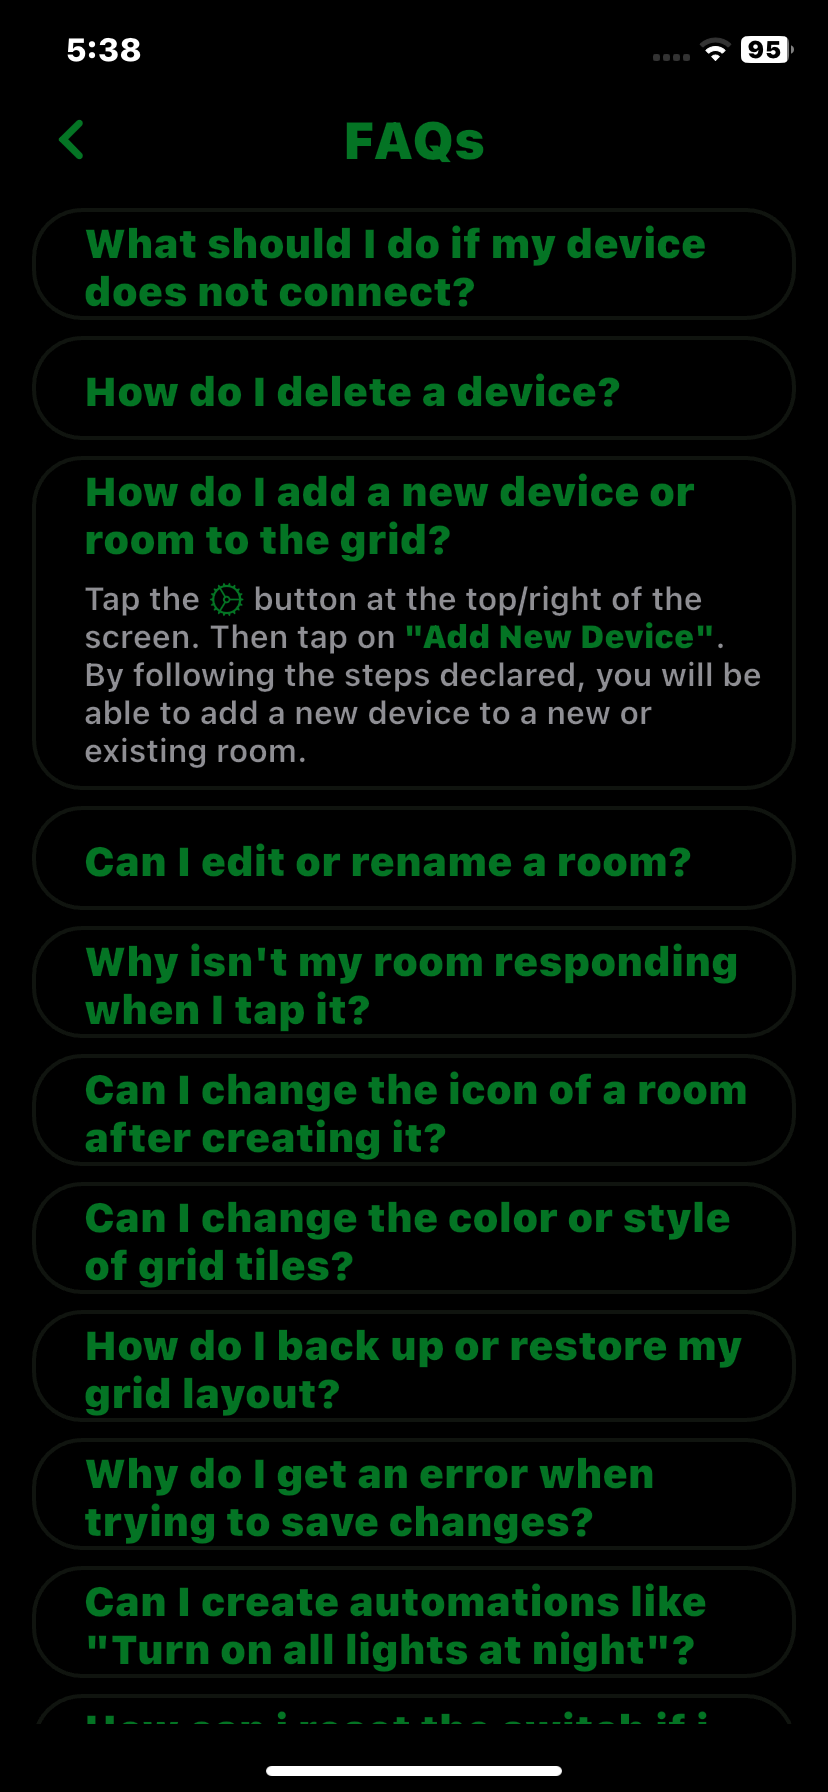 5:38
95
FAQs
What should I do if my device
does not connect?
How do I delete a device?
How do I add a new device or
room to the grid?
Tap the button at the top/right of the
screen. Then tap on "Add New Device".
By following the steps declared, you will be
able to add a new device to a new or
existing room.
Can I edit or rename a room?
Why isn't my room responding
when I tap it?
Can I change the icon of a room
after creating it?
Can I change the color or style
of grid tiles?
How do I back up or restore my
grid layout?
Why do I get an error when
trying to save changes?
Can I create automations like
"Turn on all lights at night"?
How can i reset the switch if i